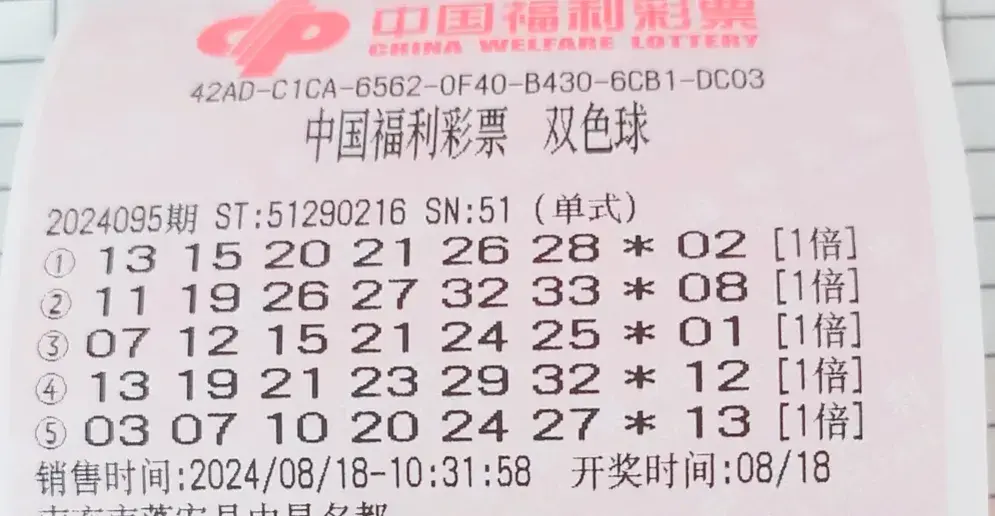 中国福利彩票
CHINA WELFARE LOTTERY
42AD-C1CA-6562-0F40-B430-6CB1-DC03
中国福利彩票 双色球
2024095期 ST:51290216 SN:51 (单式)
① 13 15 20 21 26 28 * 02 [1倍]
② 11 19 26 27 32 33 * 08 [1倍]
③ 07 12 15 21 24 25 * 01 [1倍]
④ 13 19 21 23 29 32 * 12 [1倍]
⑤ 03 07 10 20 24 27 * 13 [1倍]
销售时间:2024/08/18-10:31:58 开奖时间:08/18